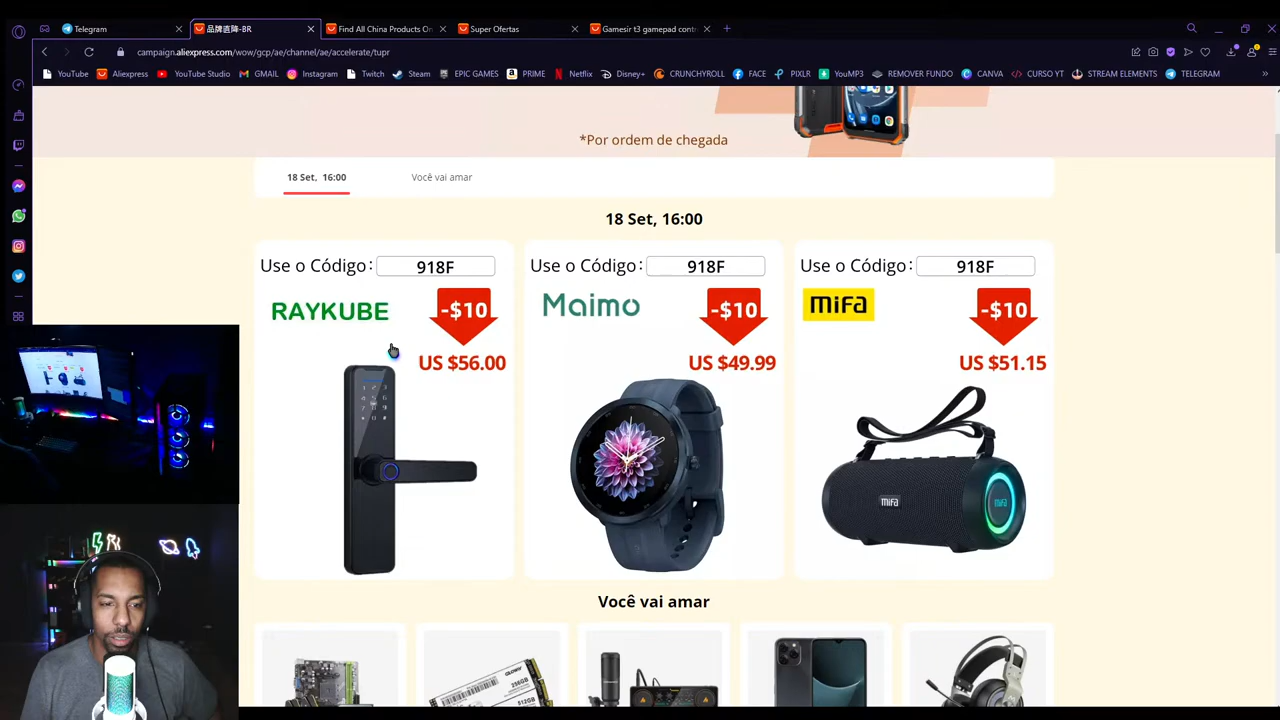 Telegram
品牌直降-BR
Find All China Products On
Super Ofertas
Gamesir t3 gamepad cont
campaign.aliexpress.com/wow/gcp/ae/channel/ae/accelerate/tupr
YouTube
Aliexpress
YouTube Studio
GMAIL
Instagram
Twitch
Steam
EPIC GAMES
PRIME
Netflix
Disney+
CRUNCHYROLL
FACE
PIXLR
YouMP3
REMOVER FUNDO
CANVA
CURSO YT
STREAM ELEMENTS
TELEGRAM
*Por ordem de chegada
18 Set, 16:00
Você vai amar
18 Set, 16:00
Use o Código: 918F
RAYKUBE
-$10
US $56.00
Use o Código: 918F
Maimo
-$10
US $49.99
Use o Código: 918F
mifa
-$10
US $51.15
mifa
Você vai amar
256GB
512GB